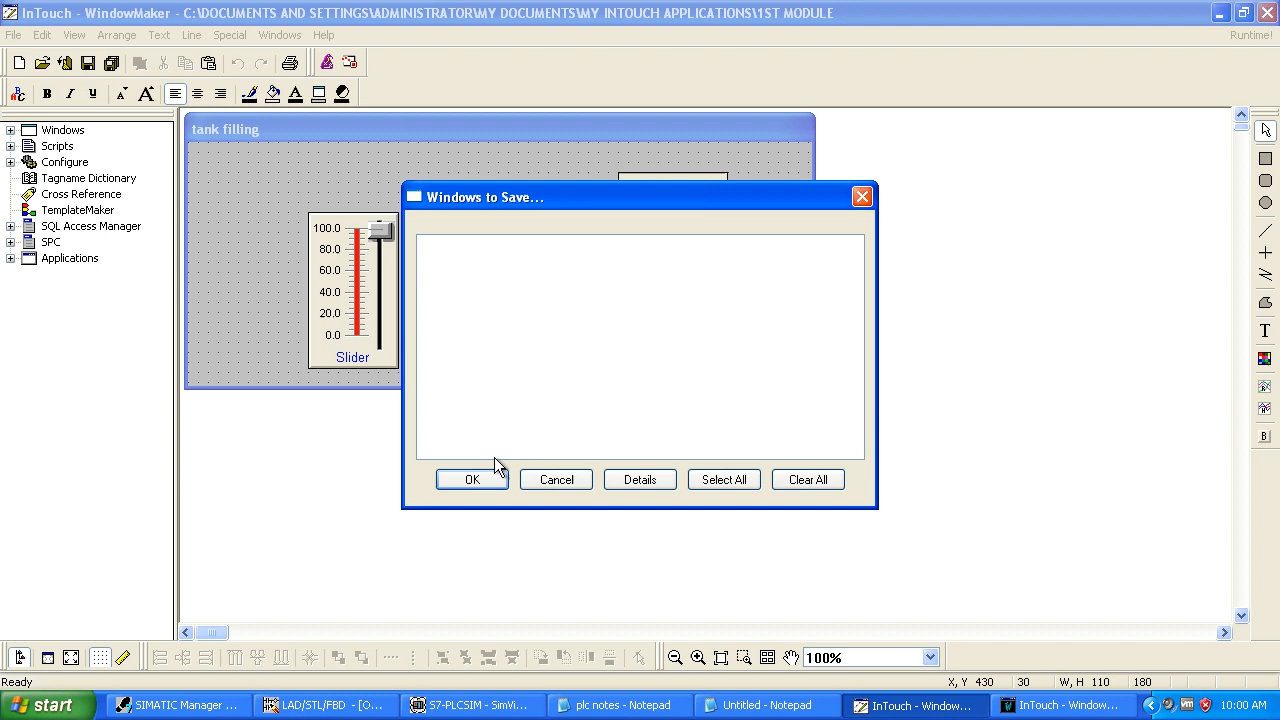 InTouch - WindowMaker - C:\DOCUMENTS AND SETTINGS\ADMINISTRATOR\MY DOCUMENTS\MY INTOUCH APPLICATIONS\1ST MODULE
File Edit View Arrange Text Line Special Windows Help Runtime!
Windows
Scripts
Configure
Tagname Dictionary
Cross Reference
TemplateMaker
SQL Access Manager
SPC
Applications
tank filling
100.0
80.0
60.0
40.0
20.0
0.0
Slider
Windows to Save...
OK Cancel Details Select All Clear All
T
B
100%
Ready X, Y 430 30 W, H 110 180
start SIMATIC Manager ... LAD/STL/FBD - [O... S7-PLCSIM - SimVi... plc notes - Notepad Untitled - Notepad InTouch - Window... InTouch - Window... 10:00 AM